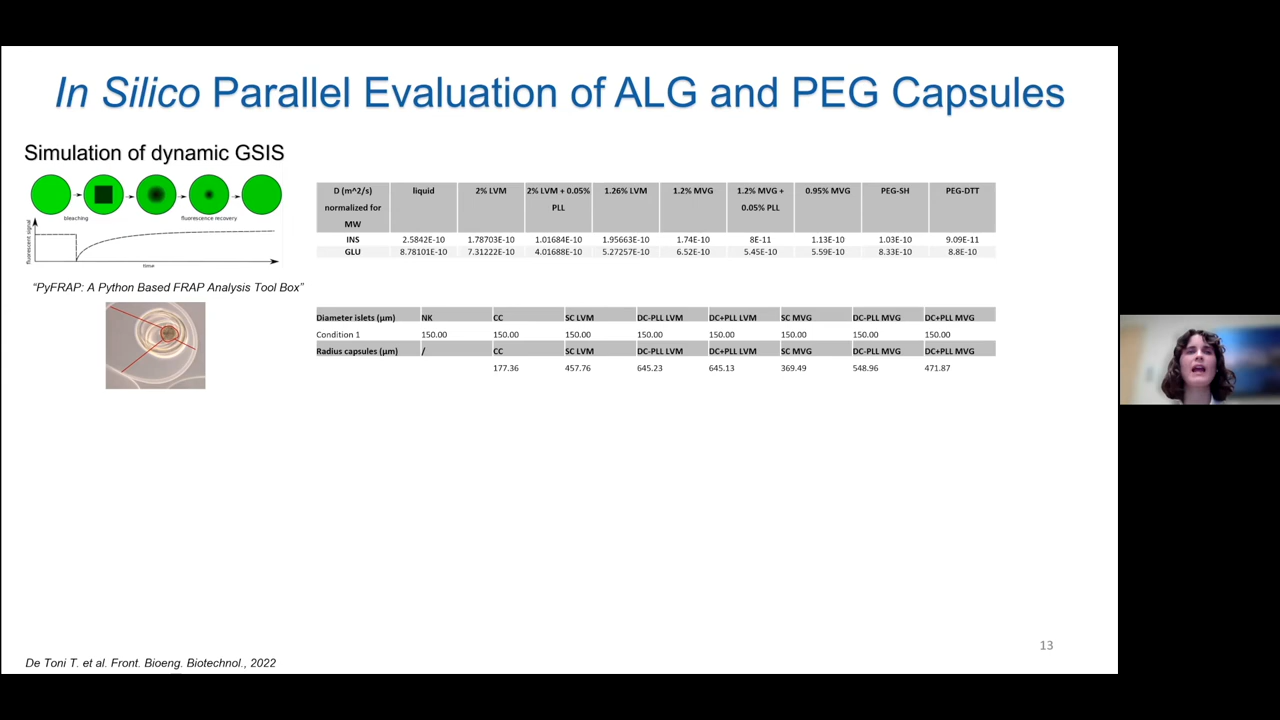 In Silico Parallel Evaluation of ALG and PEG Capsules
Simulation of dynamic GSIS
bleaching
fluorescence recovery
fluorescent signal
time
"PyFRAP: A Python Based FRAP Analysis Tool Box"
D (m^2/s) normalized for MW liquid 2% LVM 2% LVM + 0.05% PLL 1.26% LVM 1.2% MVG 1.2% MVG + 0.05% PLL 0.95% MVG PEG-SH PEG-DTT
INS 2.5842E-10 1.78703E-10 1.01684E-10 1.95663E-10 1.74E-10 8E-11 1.13E-10 1.03E-10 9.09E-11
GLU 8.78101E-10 7.31222E-10 4.01688E-10 5.27257E-10 6.52E-10 5.45E-10 5.59E-10 8.33E-10 8.8E-10
Diameter islets (μm) NK CC SC LVM DC-PLL LVM DC+PLL LVM SC MVG DC-PLL MVG DC+PLL MVG
Condition 1 150.00 150.00 150.00 150.00 150.00 150.00 150.00 150.00
Radius capsules (μm) / CC SC LVM DC-PLL LVM DC+PLL LVM SC MVG DC-PLL MVG DC+PLL MVG
177.36 457.76 645.23 645.13 369.49 548.96 471.87
13
De Toni T. et al. Front. Bioeng. Biotechnol., 2022